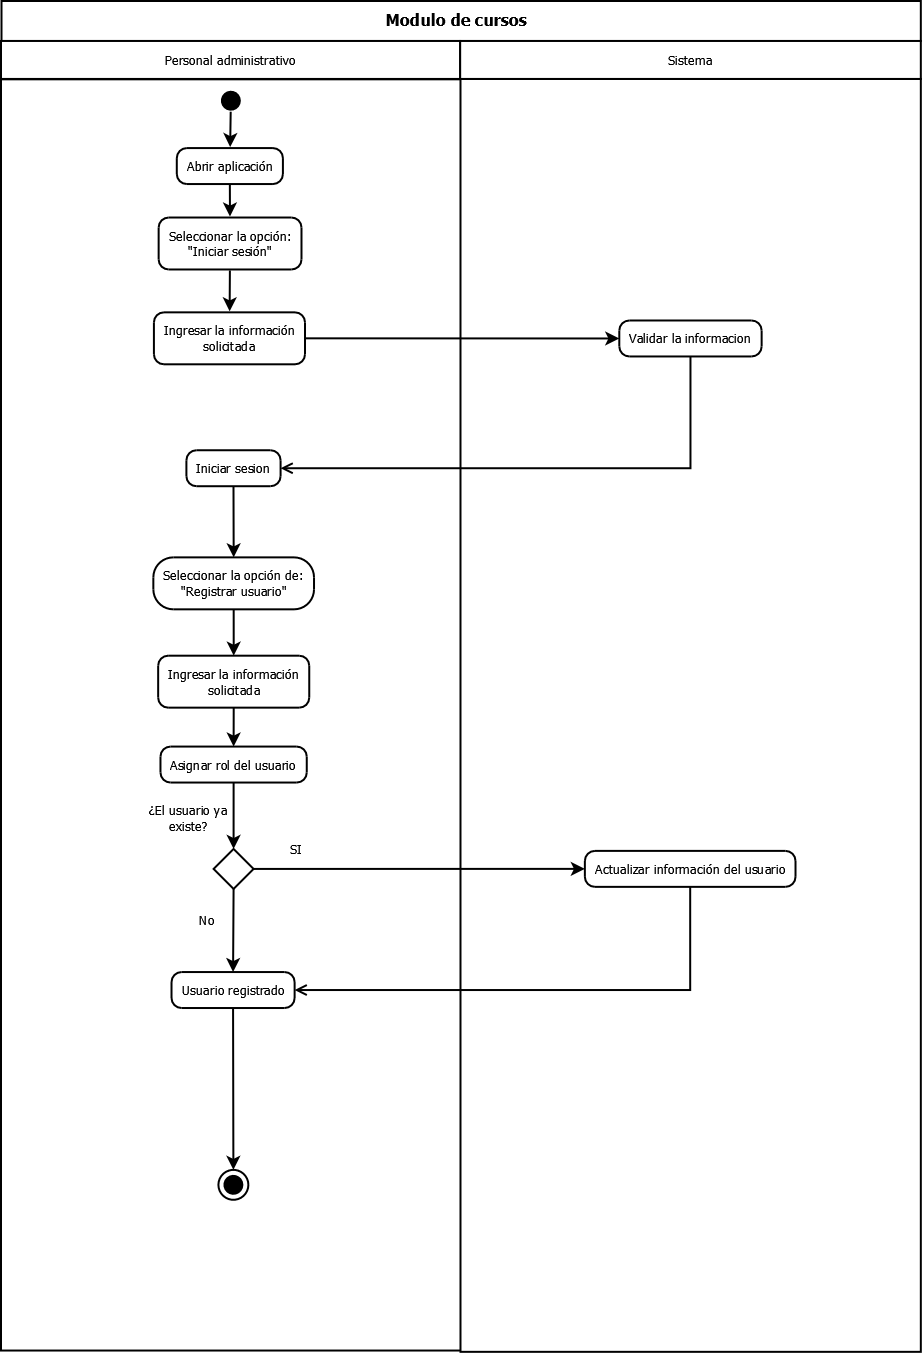 Modulo de cursos
Personal administrativo
Sistema
Abrir aplicación
Seleccionar la opción:
"Iniciar sesión"
Ingresar la información
solicitada
Validar la informacion
Iniciar sesion
Seleccionar la opción de:
"Registrar usuario"
Ingresar la información
solicitada
Asignar rol del usuario
¿El usuario ya
existe?
SI
Actualizar información del usuario
No
Usuario registrado